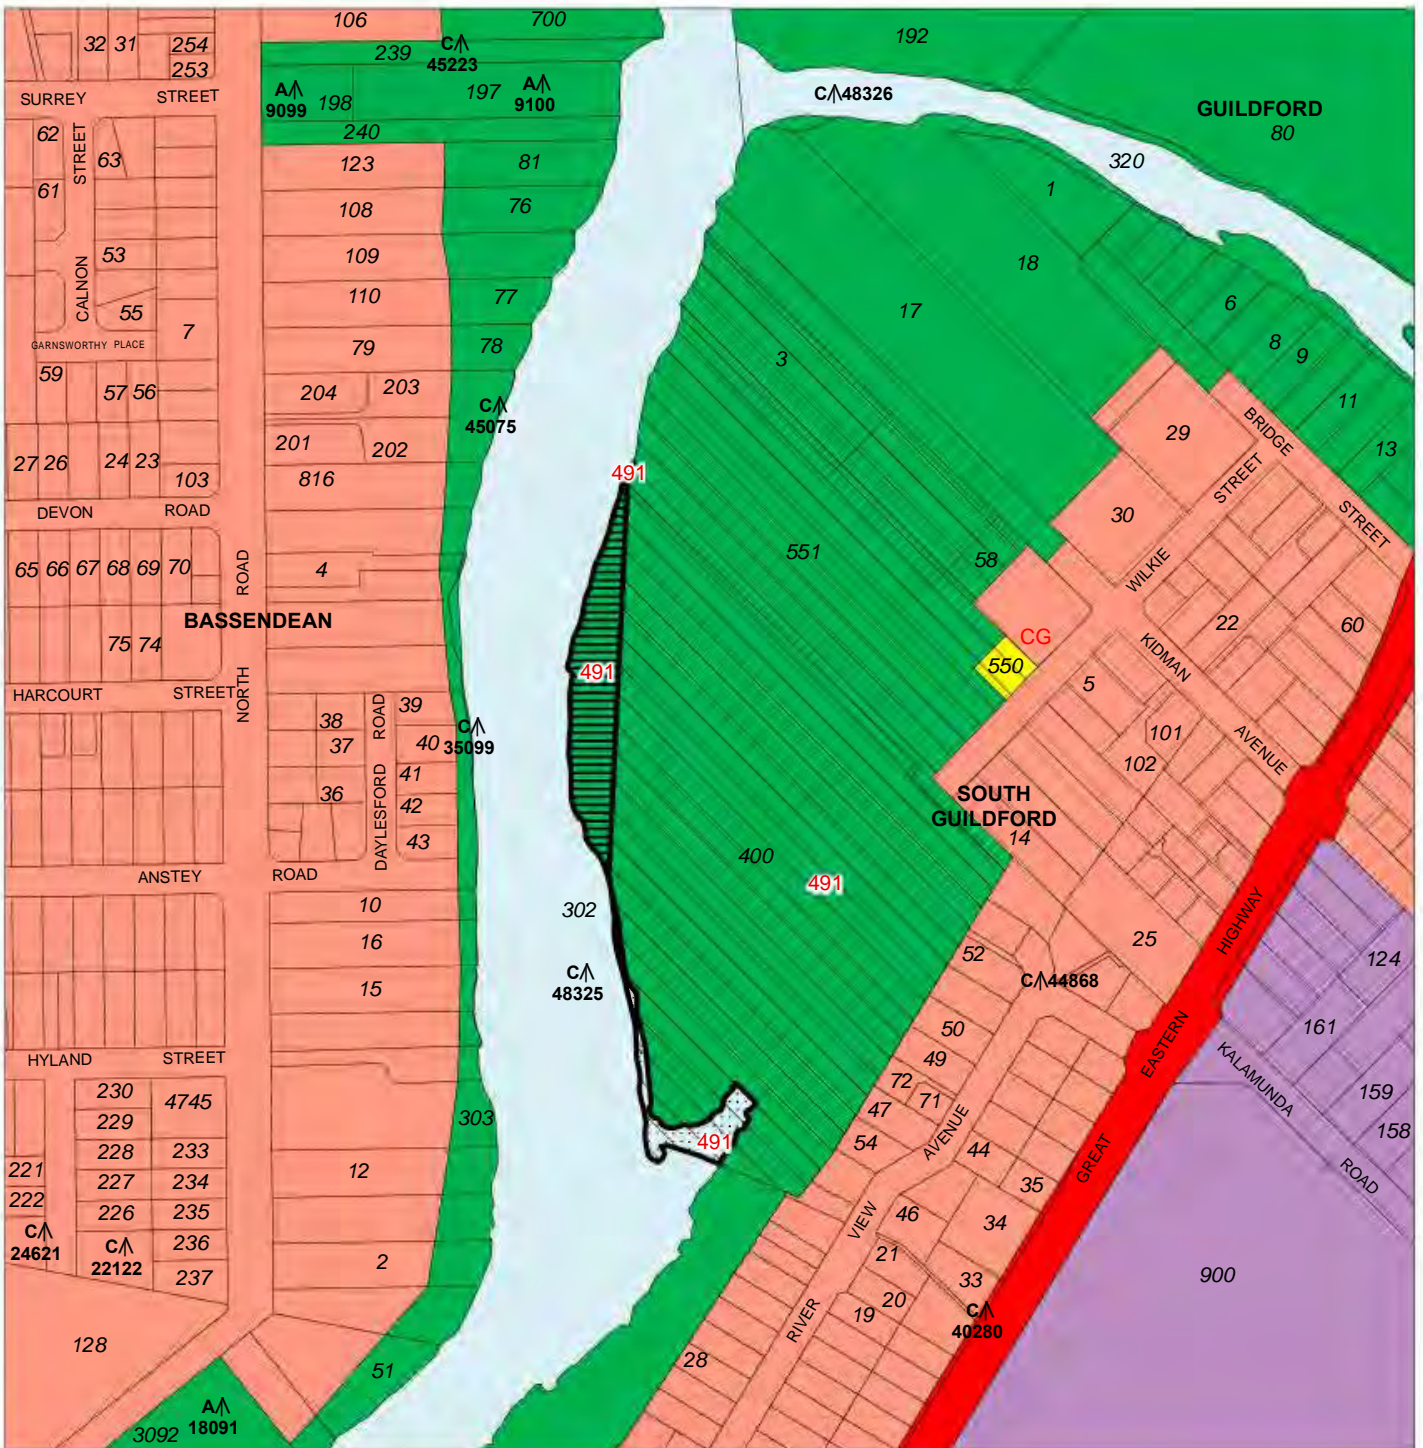 106
700
32 31
254
C
45223
192
239
253
SURREY STREET
A
9099
198
197
A
9100
C 48326
GUILDFORD
80
62
STREET
240
63
123
81
320
61
1
108
76
53
109
18
CALNON
110
77
6
55
17
7
GARNSWORTHY PLACE
79
78
3
8
9
59
57 56
204
203
11
C
45075
BRIDGE
STREET
29
13
201
202
27 26
24 23
103
816
491
STREET
30
DEVON ROAD
551
58
WILKIE
65 66 67 68 69 70
ROAD
4
BASSENDEAN
22
60
75 74
CG
550
KIDMAN
AVENUE
491
HARCOURT STREET
NORTH
5
38
ROAD
39
37
40
C
35099
101
102
41
36
DAYLESFORD
42
SOUTH
GUILDFORD
43
14
400
491
ANSTEY ROAD
10
302
HIGHWAY
16
25
52
124
C
48325
C 44868
15
50
161
HYLAND STREET
49
EASTERN
KALAMUNDA
ROAD
230
4745
72
71
159
229
303
47
158
228
233
491
54
AVENUE
44
GREAT
221
227
234
12
35
222
226
235
46
34
C
24621
C
22122
236
VIEW
21
237
2
33
900
20
C
40280
19
RIVER
128
28
51
A
18091
3092